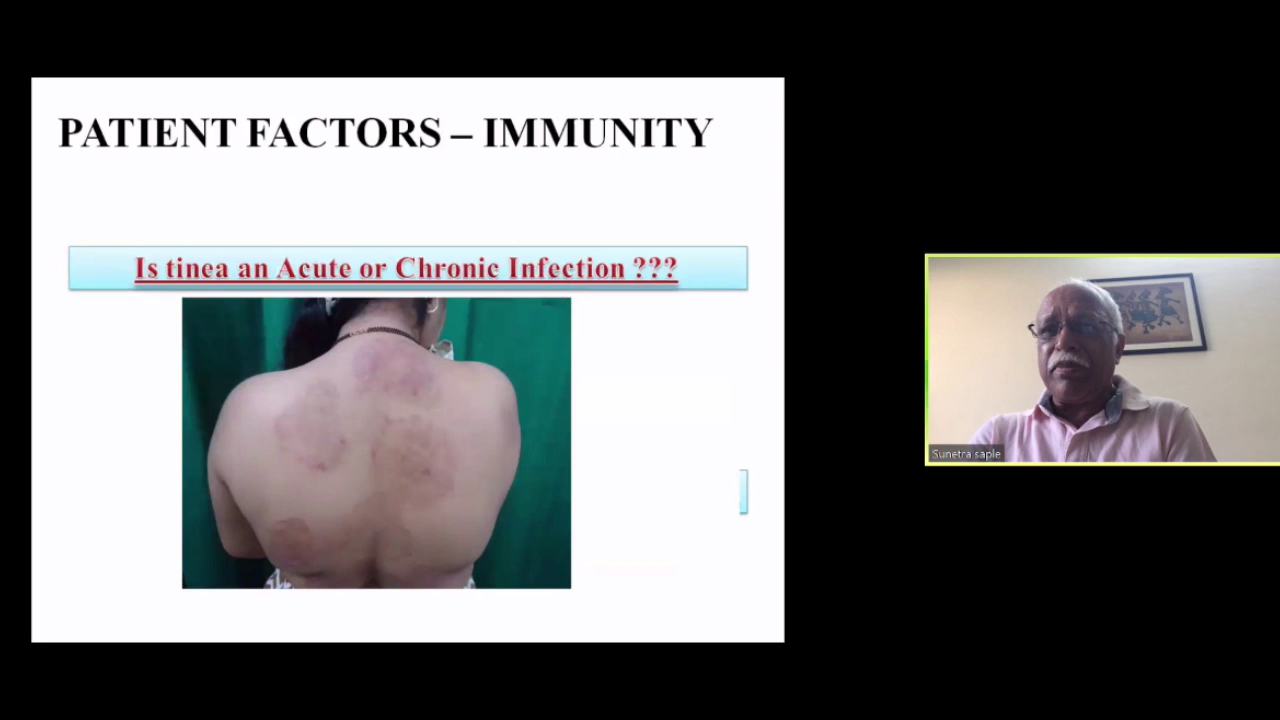 PATIENT FACTORS – IMMUNITY
Is tinea an Acute or Chronic Infection ???
Sunetra saple